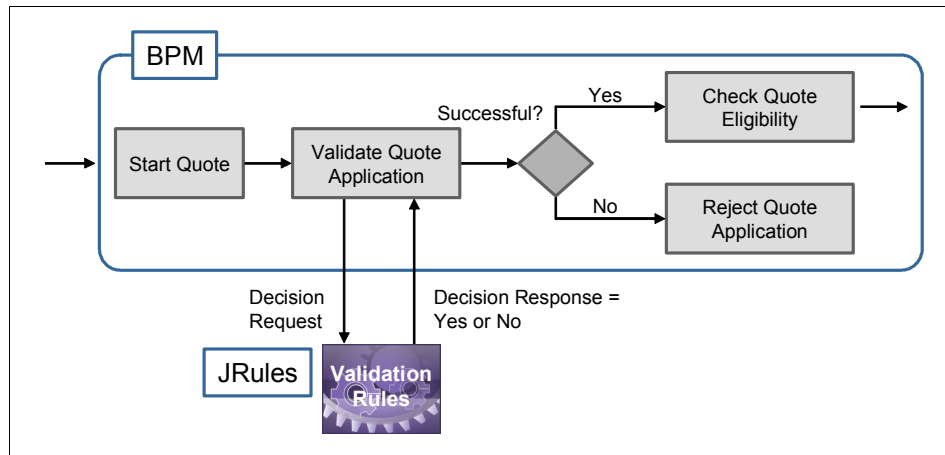 BPM
Start Quote
Validate Quote
Application
Successful?
Yes
No
Check Quote
Eligibility
Reject Quote
Application
Decision
Request
Decision Response =
Yes or No
JRules
Validation
Rules